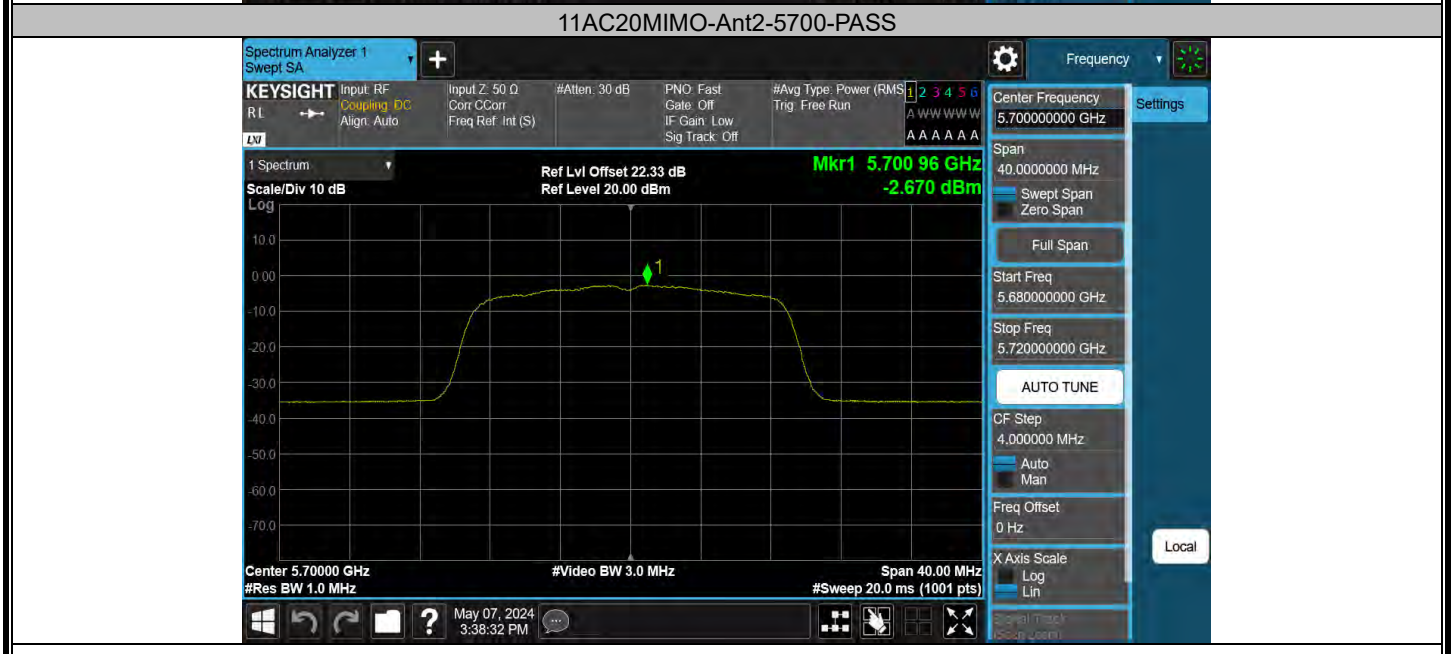 11AC20MIMO-Ant2-5700-PASS
Spectrum Analyzer 1
Swept SA
+
Frequency
KEYSIGHT
RL
LXI
Input: RF
Coupling: DC
Align: Auto
Input Z: 50 Ω
Corr CCorr
Freq Ref: Int (S)
#Atten: 30 dB
PNO: Fast
Gate: Off
IF Gain: Low
Sig Track: Off
#Avg Type: Power (RMS
Trig: Free Run
1 2 3 4 5 6
A W W W W W
A A A A A A
Center Frequency
5.700000000 GHz
Settings
Span
40.0000000 MHz
Swept Span
Zero Span
Full Span
Start Freq
5.680000000 GHz
Stop Freq
5.720000000 GHz
AUTO TUNE
CF Step
4.000000 MHz
Auto
Man
Freq Offset
0 Hz
X Axis Scale
Log
Lin
Signal Track
(Span Zoom)
Local
1 Spectrum
Scale/Div 10 dB
Log
Ref Lvl Offset 22.33 dB
Ref Level 20.00 dBm
Mkr1 5.700 96 GHz
-2.670 dBm
10.0
0.00
-10.0
-20.0
-30.0
-40.0
-50.0
-60.0
-70.0
1
Center 5.70000 GHz
#Res BW 1.0 MHz
#Video BW 3.0 MHz
Span 40.00 MHz
#Sweep 20.0 ms (1001 pts)
?
May 07, 2024
3:38:32 PM